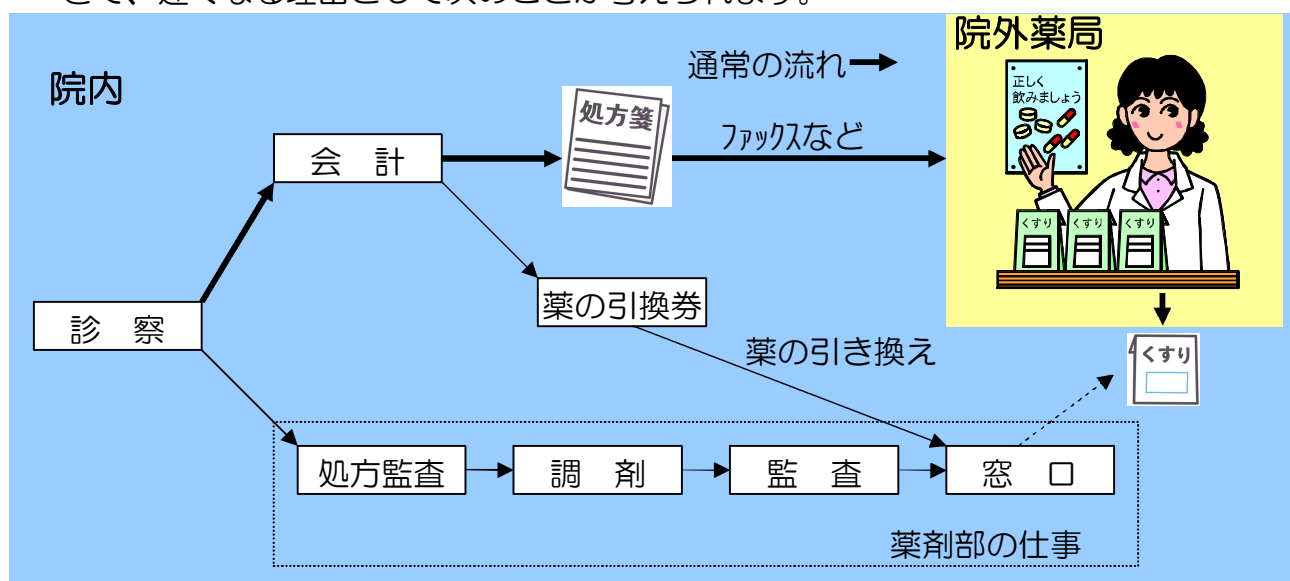 院外薬局
通常の流れ
院内
正しく
飲みましょう
処方箋
ファックスなど
会 計
くすり
くすり
くすり
薬の引換券
診 察
薬の引き換え
くすり
処方監査
調 剤
監 査
窓 口
薬剤部の仕事